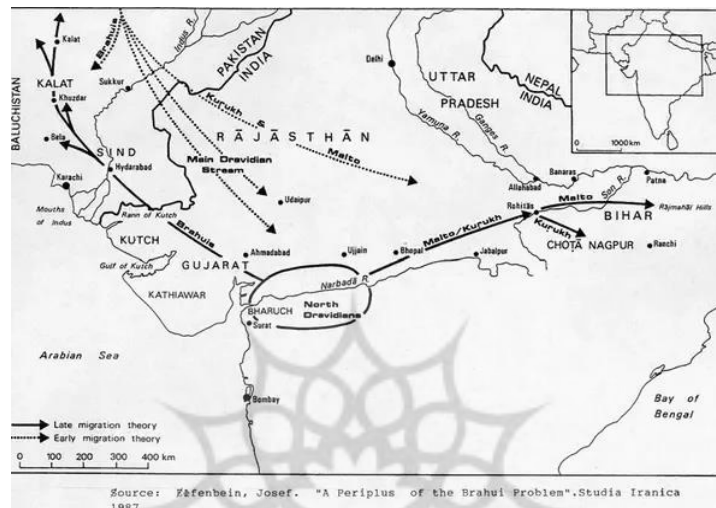 Kalat
Brahuis
Indus R.
KALAT
Sukkur
PAKISTAN
INDIA
Delhi
UTTAR
PRADESH
NEPAL
INDIA
0 1000km
BALUCHISTAN
Khuzdar
Kurukh &
Malto
RĀJASTHĀN
Yamuna R.
Ganges R.
Bela
SIND
Hyderabad
Main Dravidian
Stream
Karachi
Udaipur
Allahabad
Banaras
Son R.
Patna
Mouths
of Indus
Rann of Kutch
Rohitās
Malto
Rājmahāl Hills
BIHAR
KUTCH
Brahuis
Malto/Kurukh
Kurukh
CHOṬĀ NAGPUR
Ranchi
Gulf of Kutch
Ahmadabad
GUJARAT
Ujjain
Bhopal
Jabalpur
KATHIAWAR
Narbadā R.
North
Dravidians
BHARUCH
Surat
Arabian Sea
Bombay
Bay of
Bengal
Late migration theory
Early migration theory
0 100 200 300 400 km
Source: Elfenbein, Josef. "A Periplus of the Brahui Problem".Studia Iranica
1987